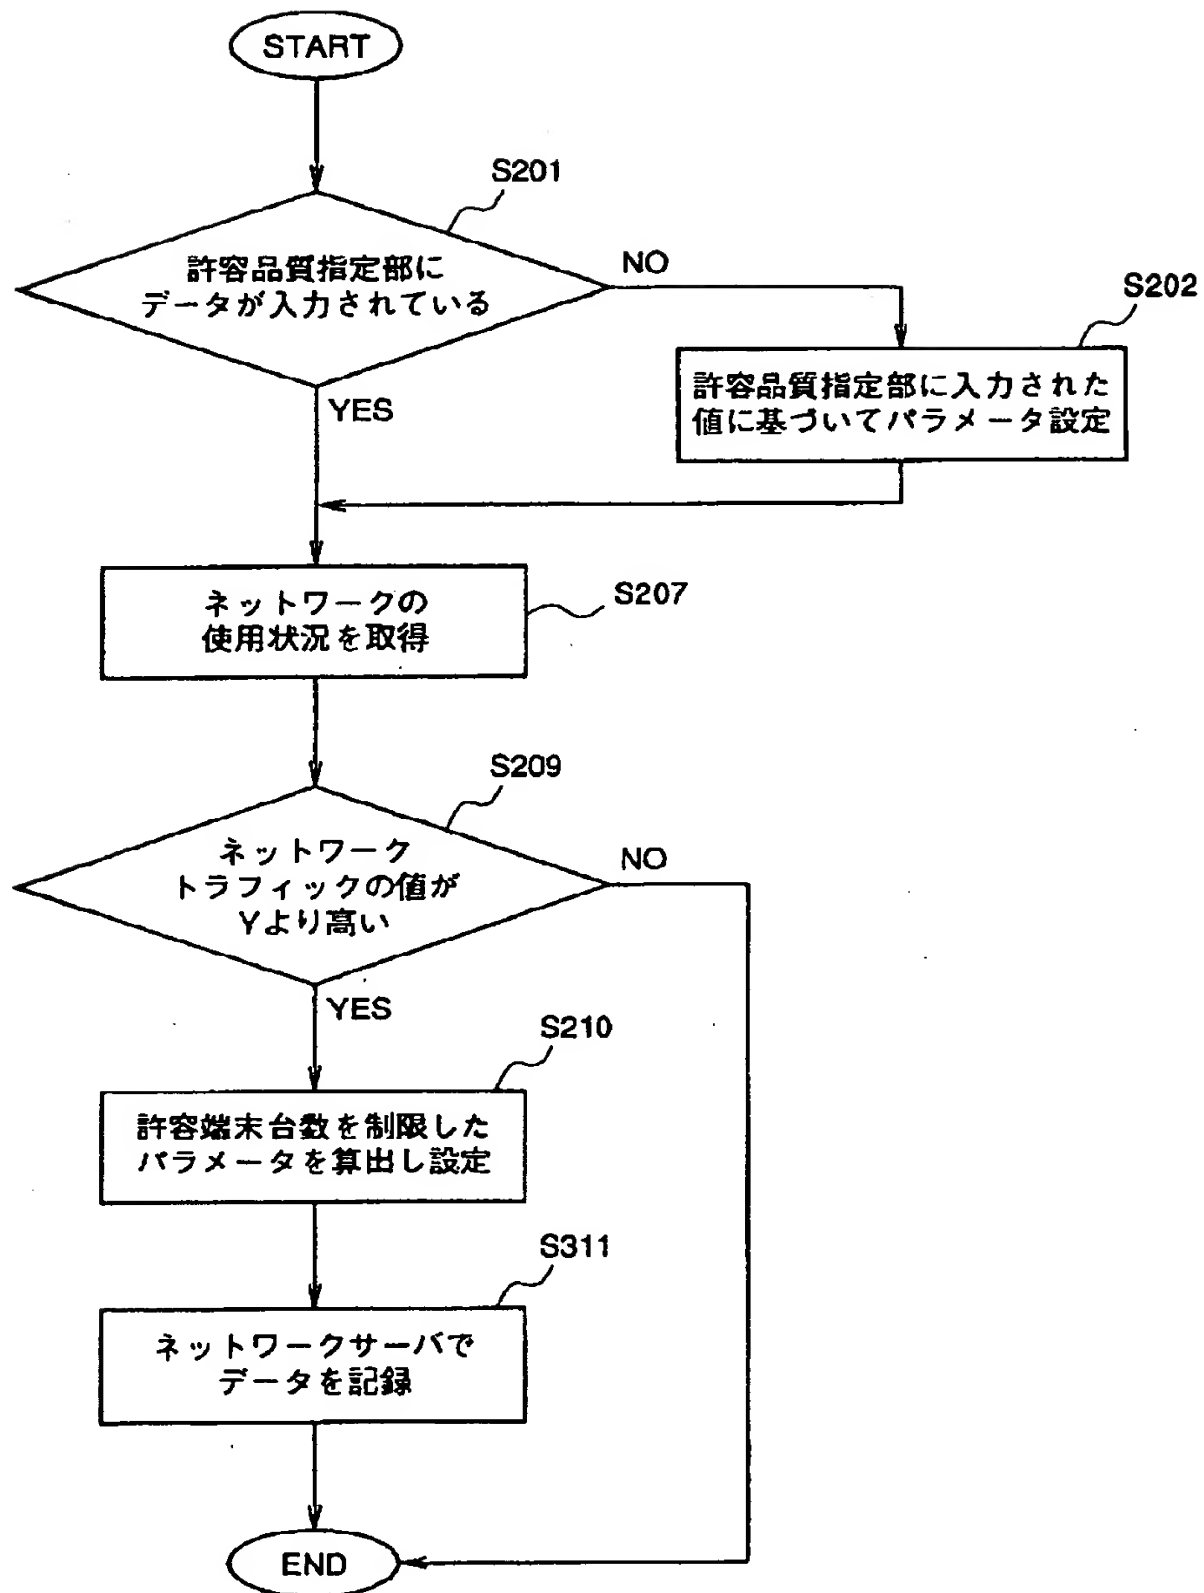 START
S201
許容品質指定部に
データが入力されている
NO
S202
許容品質指定部に入力された
値に基づいてパラメータ設定
YES
ネットワークの
使用状況を取得
S207
S209
ネットワーク
トラフィックの値が
Yより高い
NO
YES
S210
許容端末台数を制限した
パラメータを算出し設定
S311
ネットワークサーバで
データを記録
END